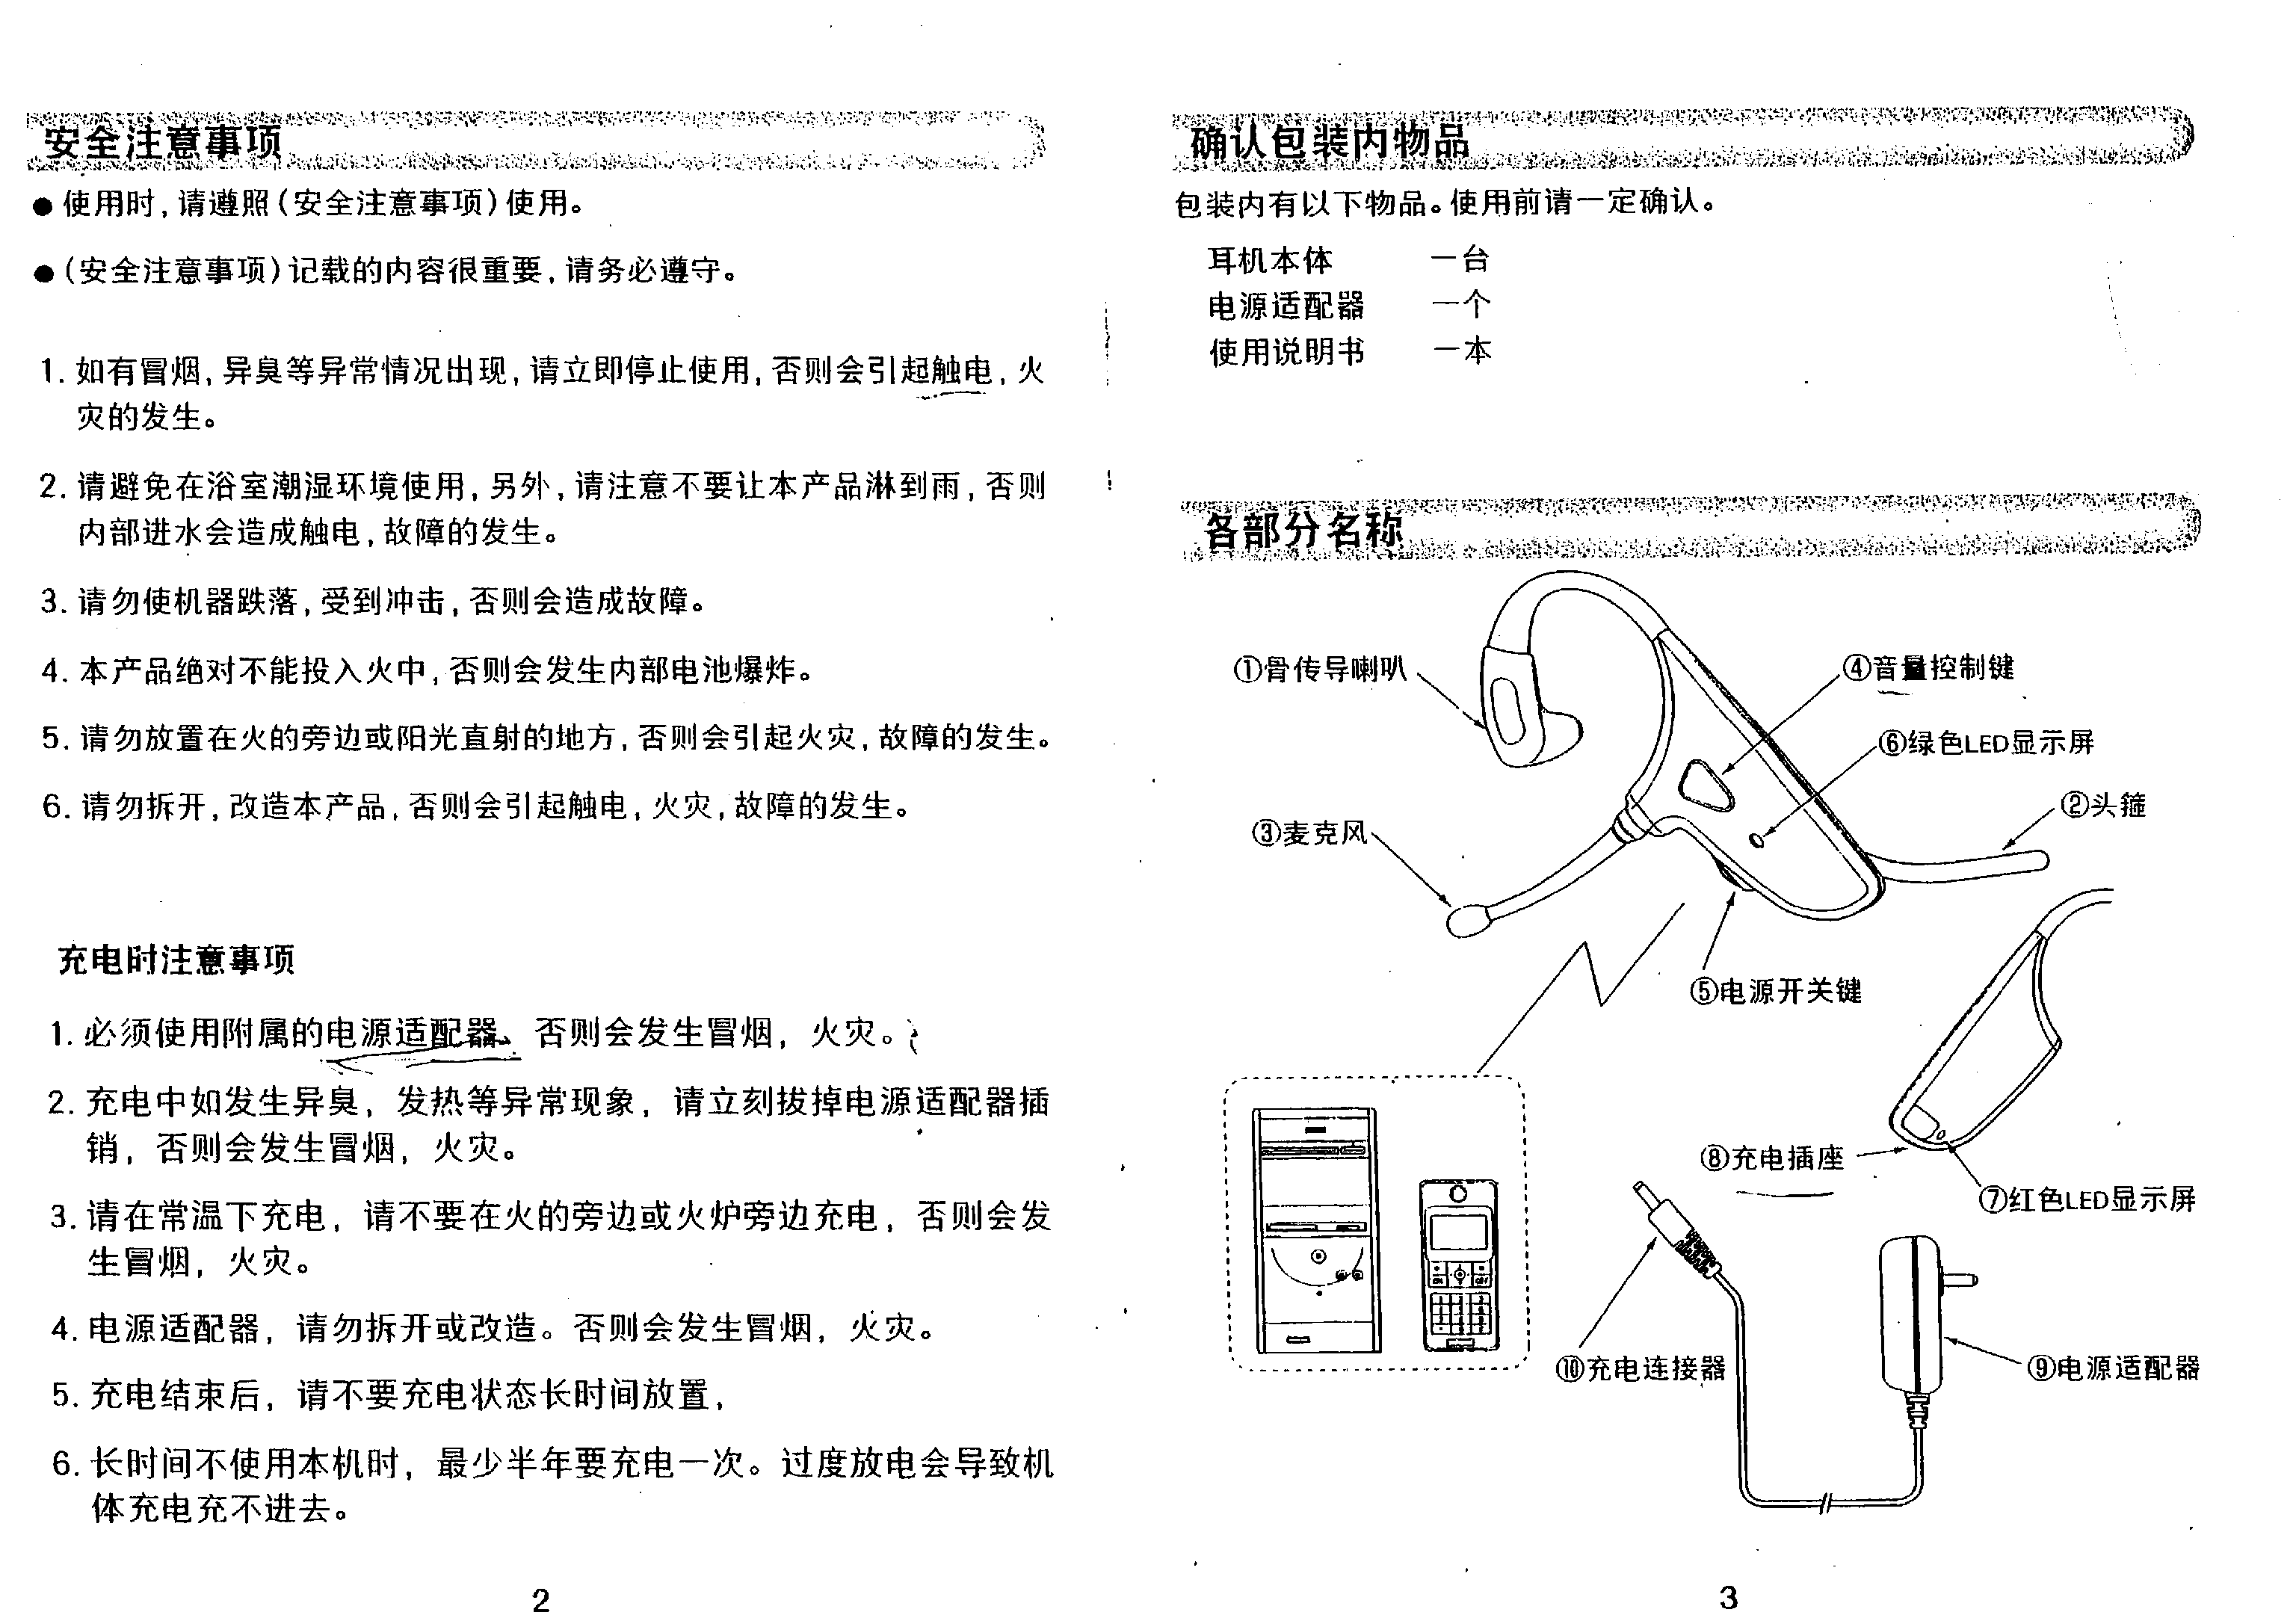 安全注意事项
●使用时,请遵照(安全注意事项)使用。
●(安全注意事项)记载的内容很重要,请务必遵守。
1. 如有冒烟,异臭等异常情况出现,请立即停止使用,否则会引起触电,火
灾的发生。
2. 请避免在浴室潮湿环境使用,另外,请注意不要让本产品淋到雨,否则
内部进水会造成触电,故障的发生。
3. 请勿使机器跌落,受到冲击,否则会造成故障。
4. 本产品绝对不能投入火中,否则会发生内部电池爆炸。
5. 请勿放置在火的旁边或阳光直射的地方,否则会引起火灾,故障的发生。
6. 请勿拆开,改造本产品,否则会引起触电,火灾,故障的发生。
充电时注意事项
1. 必须使用附属的电源适配器、否则会发生冒烟，火灾。
2. 充电中如发生异臭，发热等异常现象，请立刻拔掉电源适配器插
销，否则会发生冒烟，火灾。
3. 请在常温下充电，请不要在火的旁边或火炉旁边充电，否则会发
生冒烟，火灾。
4. 电源适配器，请勿拆开或改造。否则会发生冒烟，火灾。
5. 充电结束后，请不要充电状态长时间放置，
6. 长时间不使用本机时，最少半年要充电一次。过度放电会导致机
体充电充不进去。
2
确认包装内物品
包装内有以下物品。使用前请一定确认。
耳机本体 一台
电源适配器 一个
使用说明书 一本
各部分名称
①骨传导喇叭
④音量控制键
⑥绿色LED显示屏
②头箍
③麦克风
⑤电源开关键
⑧充电插座
⑦红色LED显示屏
⑩充电连接器
⑨电源适配器
3